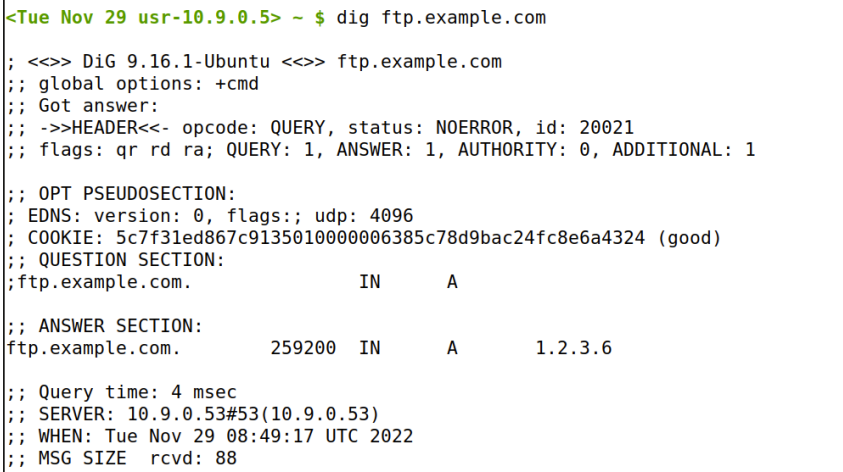 <Tue Nov 29 usr-10.9.0.5> ~ $ dig ftp.example.com
; <<>> DiG 9.16.1-Ubuntu <<>> ftp.example.com
;; global options: +cmd
;; Got answer:
;; ->>HEADER<<- opcode: QUERY, status: NOERROR, id: 20021
;; flags: qr rd ra; QUERY: 1, ANSWER: 1, AUTHORITY: 0, ADDITIONAL: 1
;; OPT PSEUDOSECTION:
; EDNS: version: 0, flags:; udp: 4096
; COOKIE: 5c7f31ed867c9135010000006385c78d9bac24fc8e6a4324 (good)
;; QUESTION SECTION:
;ftp.example.com. IN A
;; ANSWER SECTION:
ftp.example.com. 259200 IN A 1.2.3.6
;; Query time: 4 msec
;; SERVER: 10.9.0.53#53(10.9.0.53)
;; WHEN: Tue Nov 29 08:49:17 UTC 2022
;; MSG SIZE  rcvd: 88